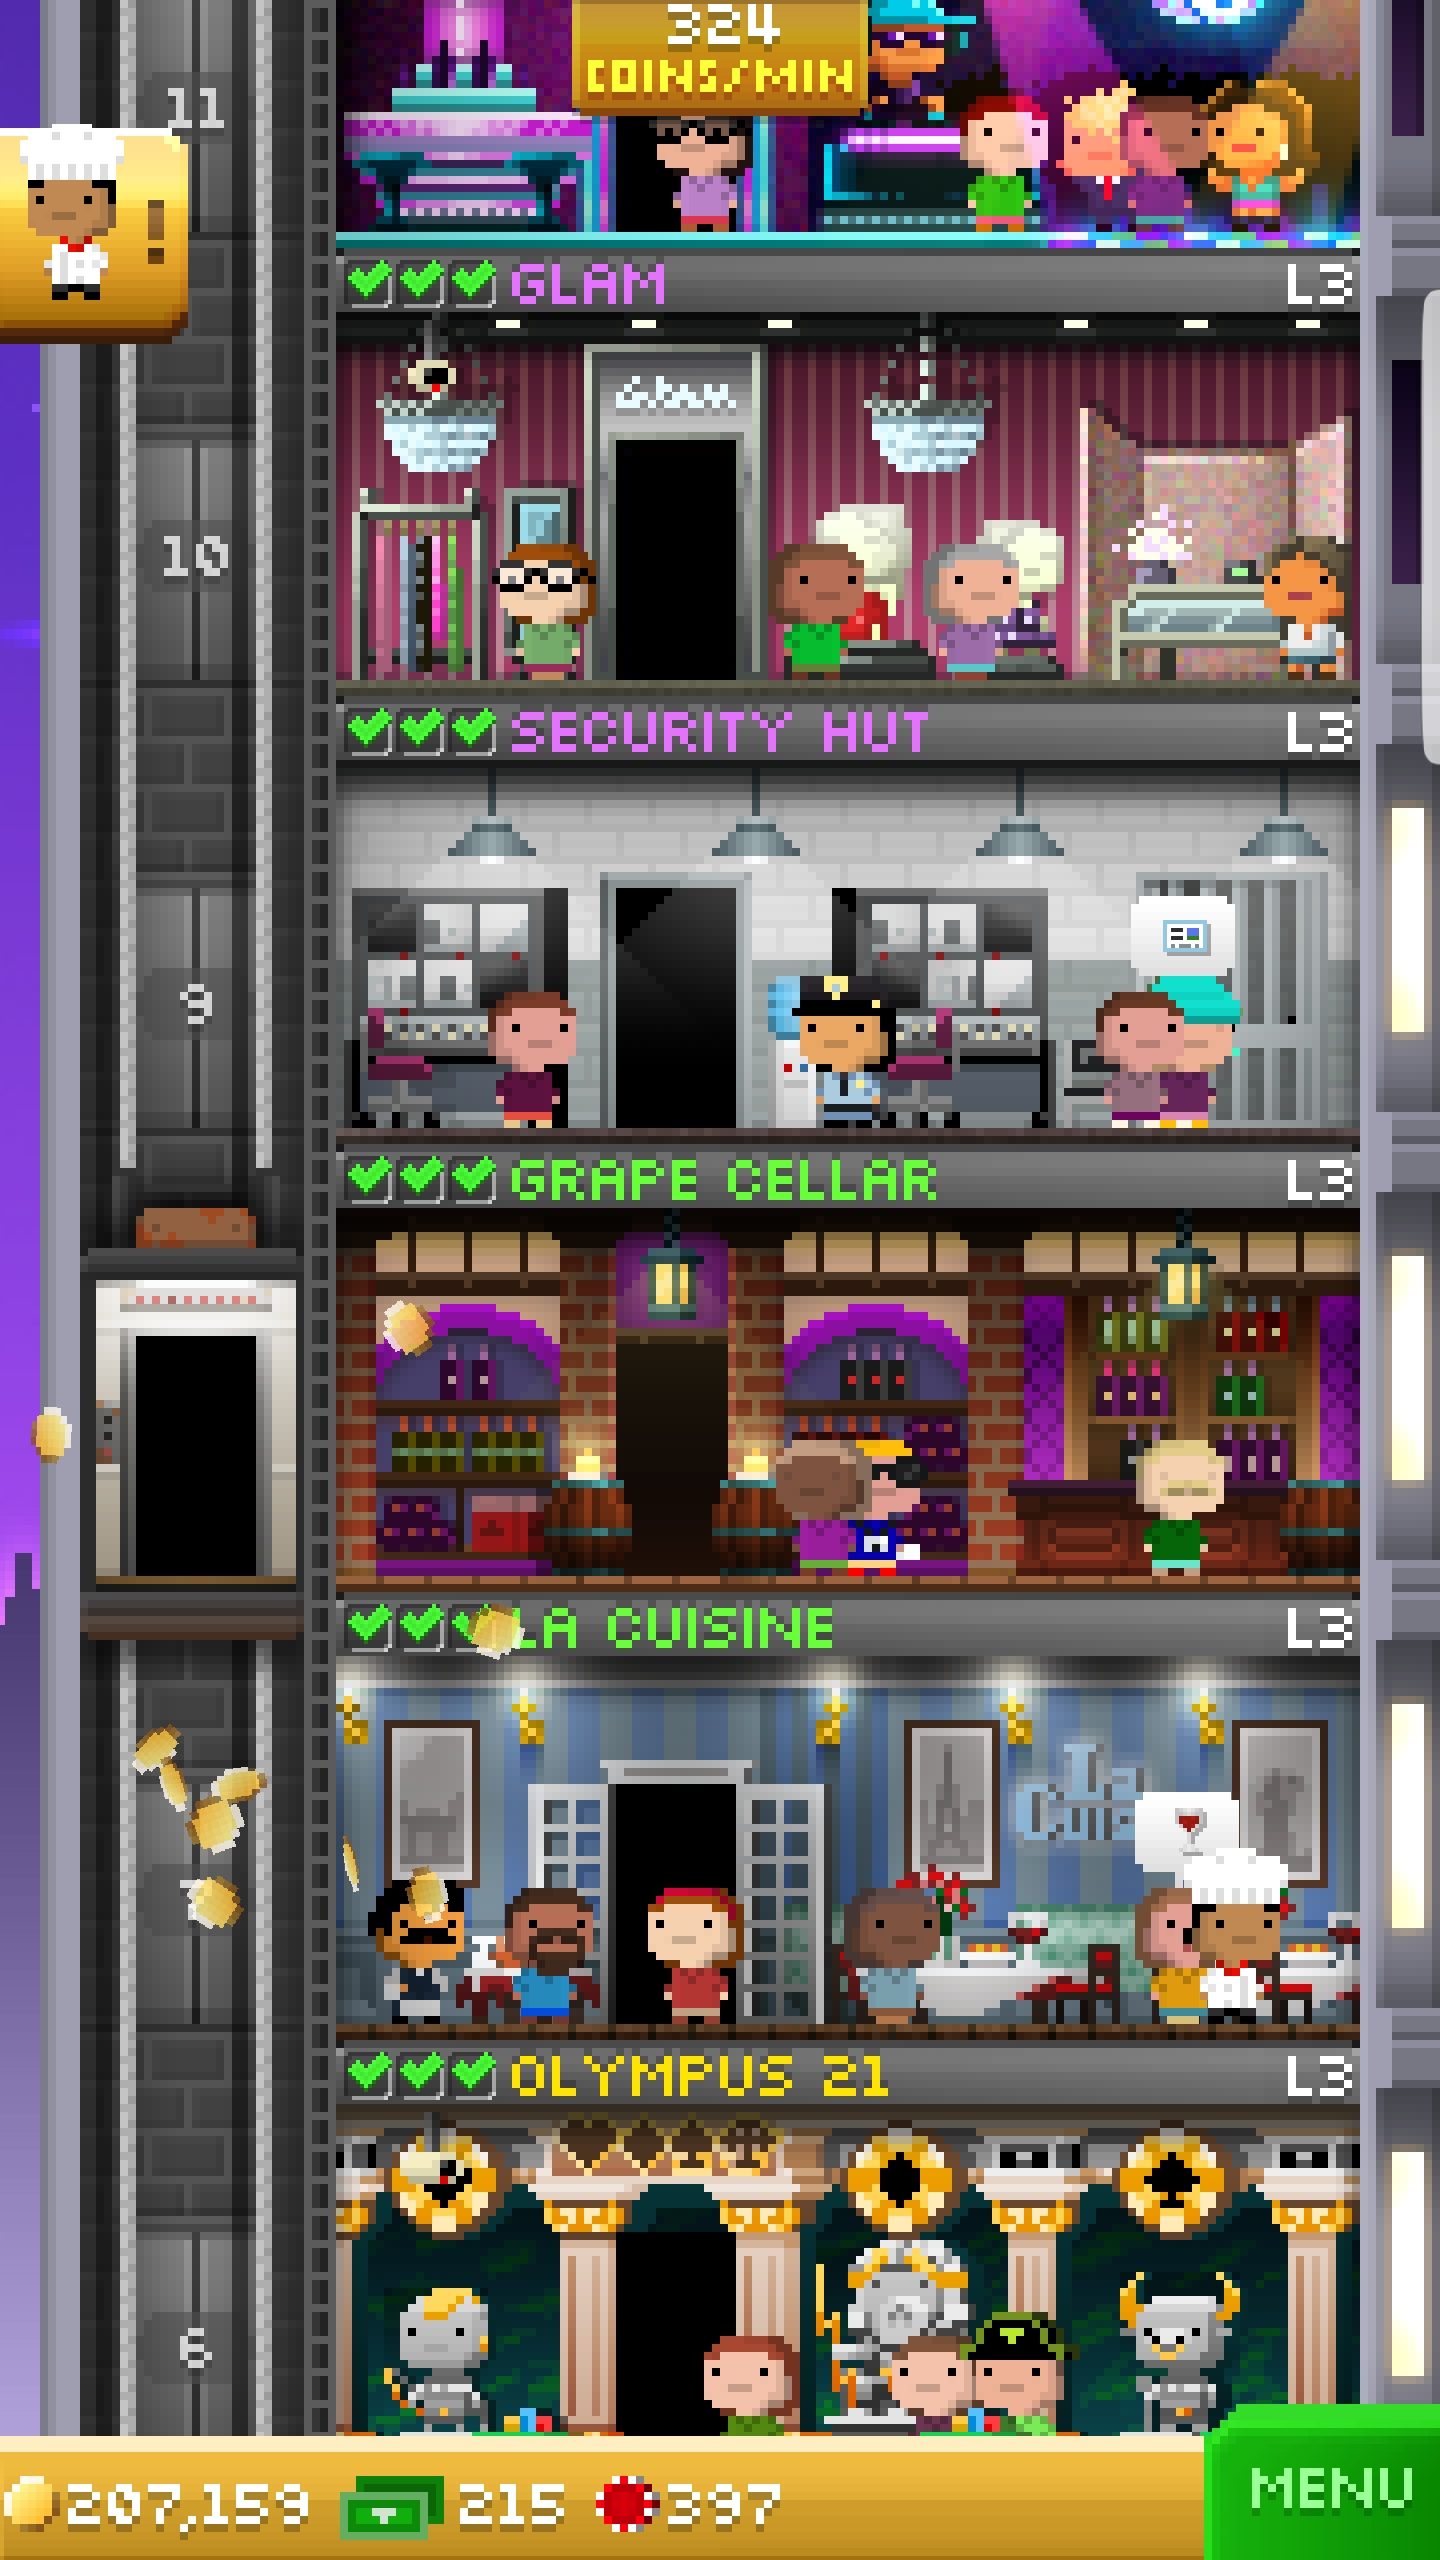 324
COINS/MIN
11
!
GLAM L3
Glam
10
SECURITY HUT L3
9
GRAPE CELLAR L3
LA CUISINE L3
La
OLYMPUS 21 L3
6
207,159 215 397
MENU